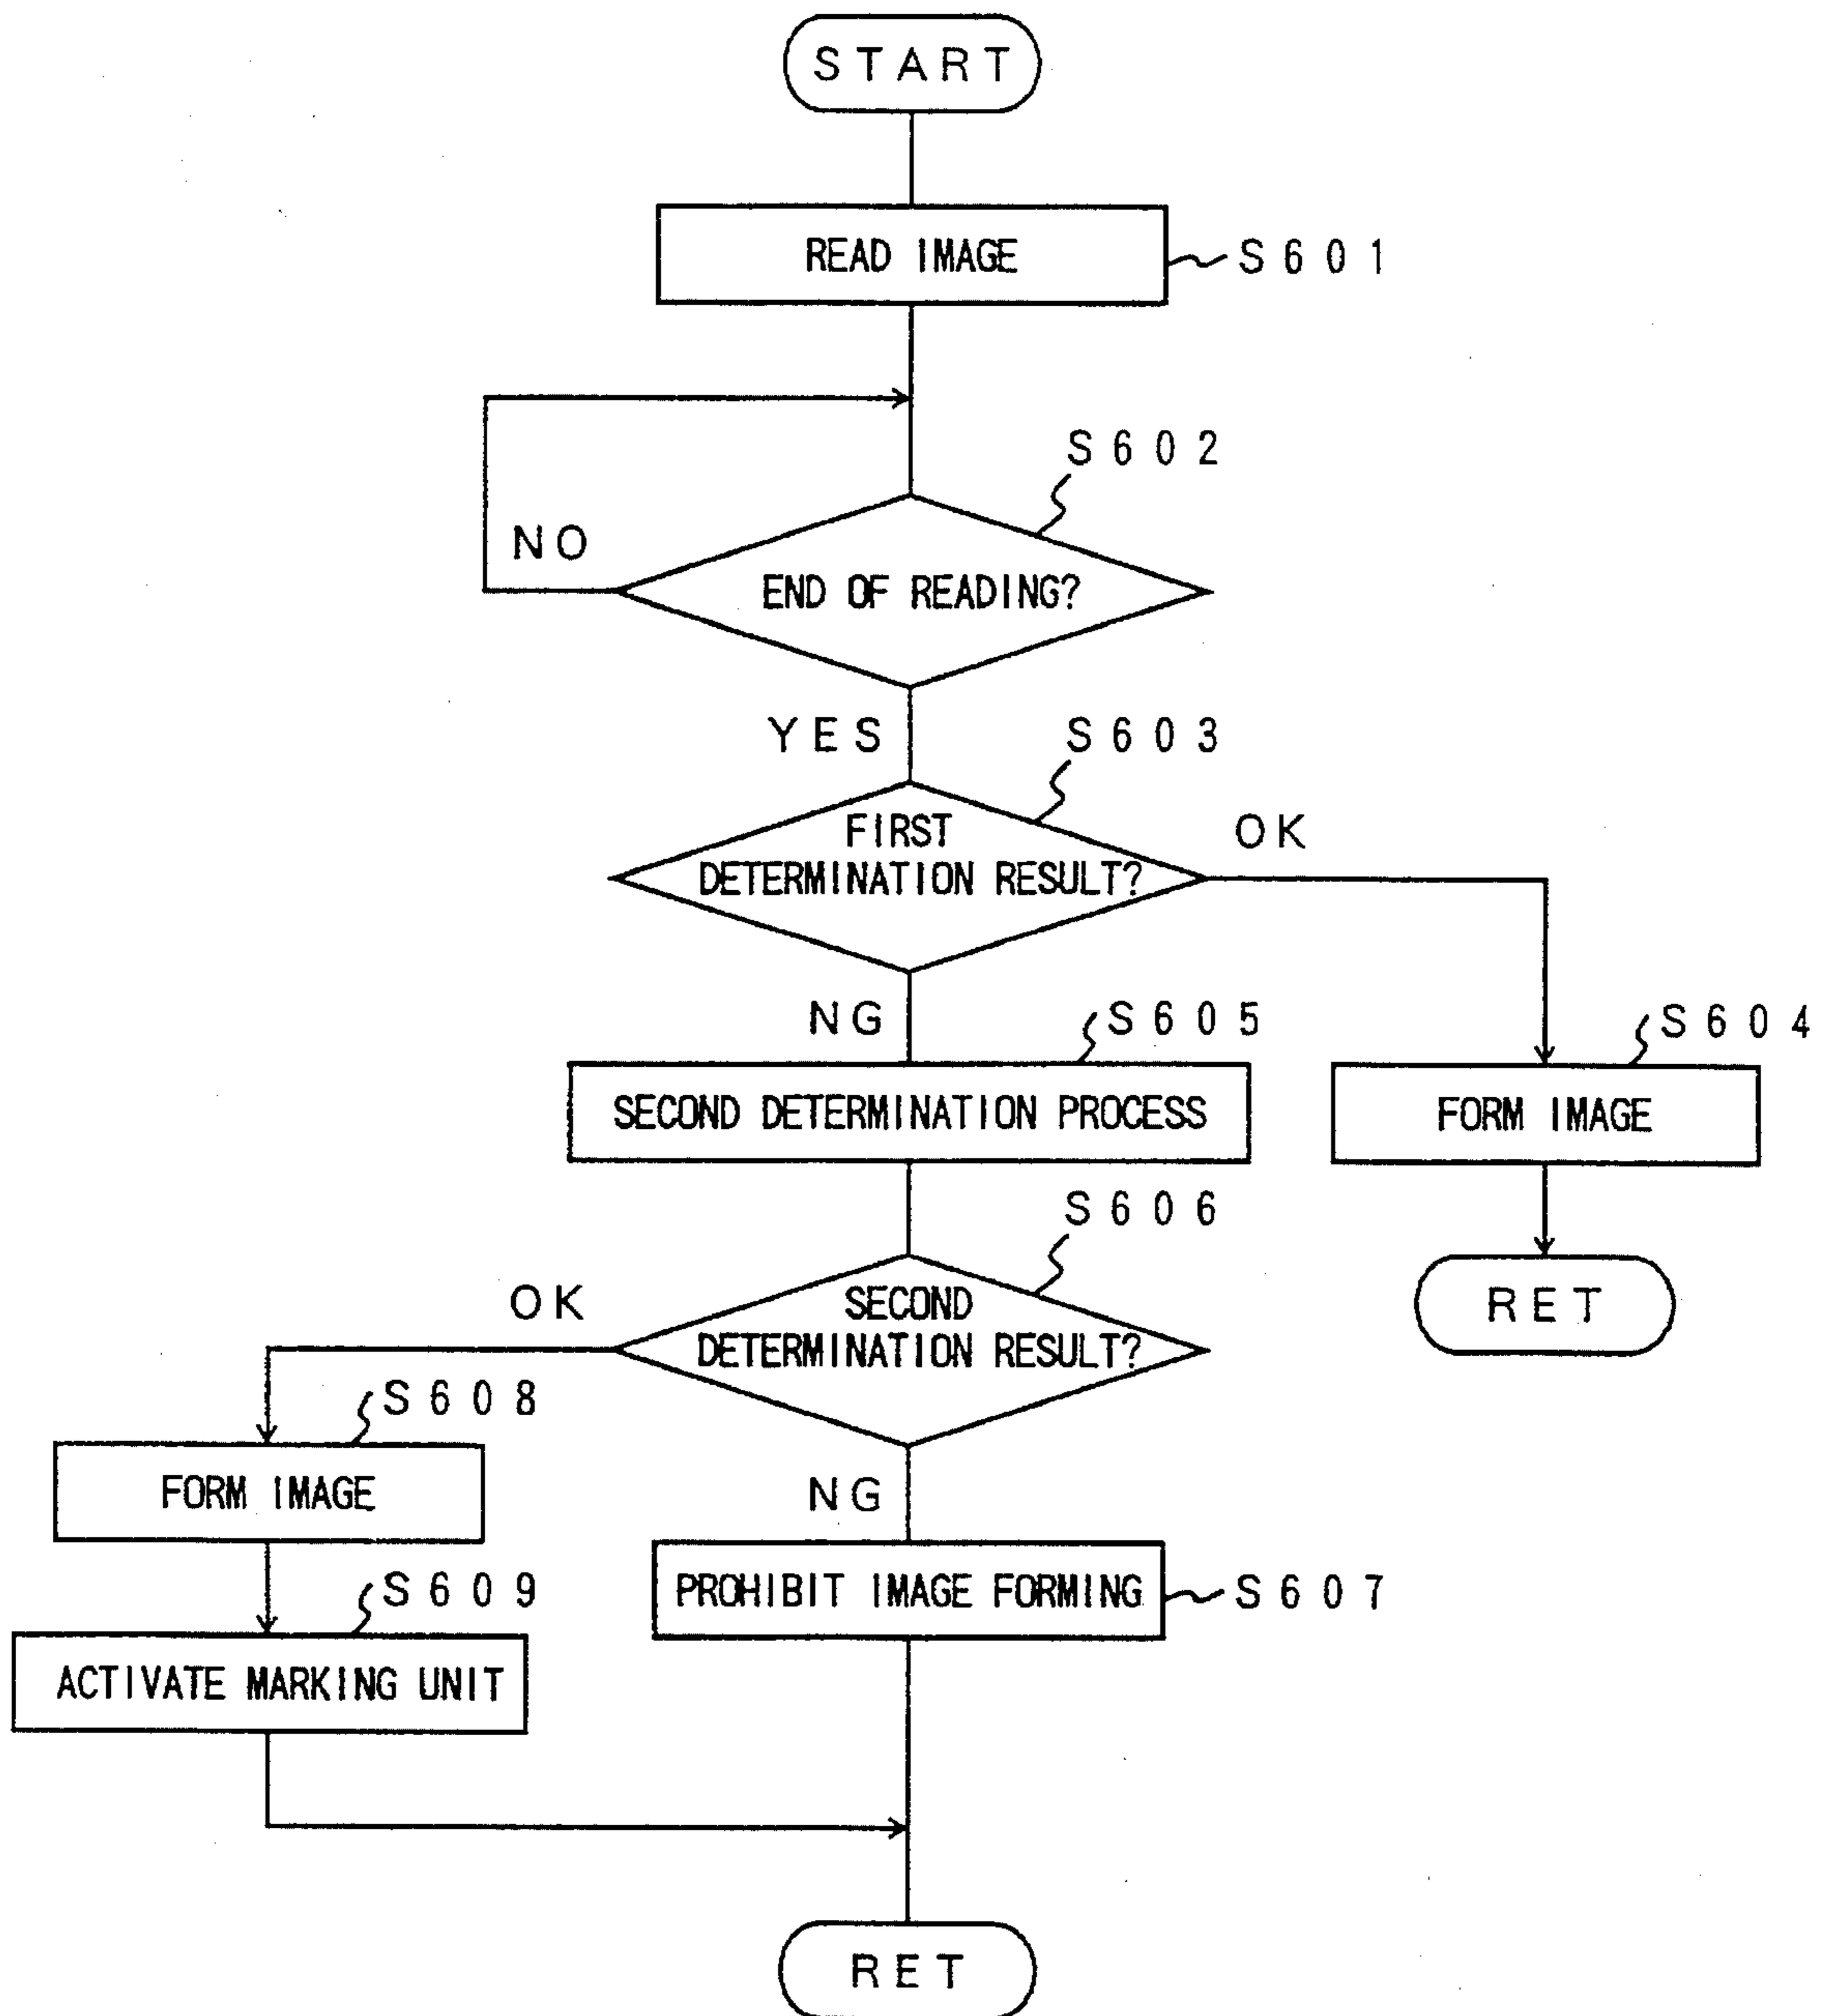 START
READ IMAGE
S601
S602
NO
END OF READING?
YES
S603
FIRST
DETERMINATION RESULT?
OK
NG
S605
S604
SECOND DETERMINATION PROCESS
FORM IMAGE
S606
RET
OK
SECOND
DETERMINATION RESULT?
S608
FORM IMAGE
NG
S609
PROHIBIT IMAGE FORMING
S607
ACTIVATE MARKING UNIT
RET